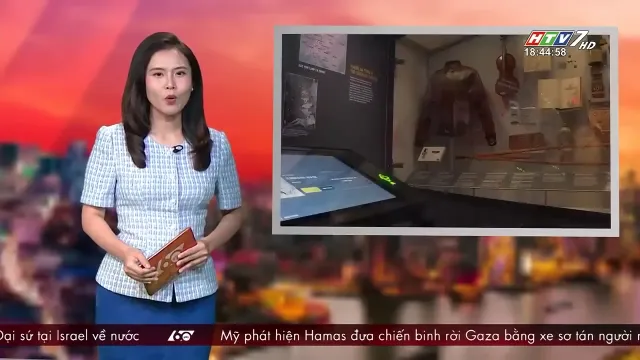 HTV7 HD
18:44:58
Đại sứ tại Israel về nước
60
Mỹ phát hiện Hamas đưa chiến binh rời Gaza bằng xe sơ tán người